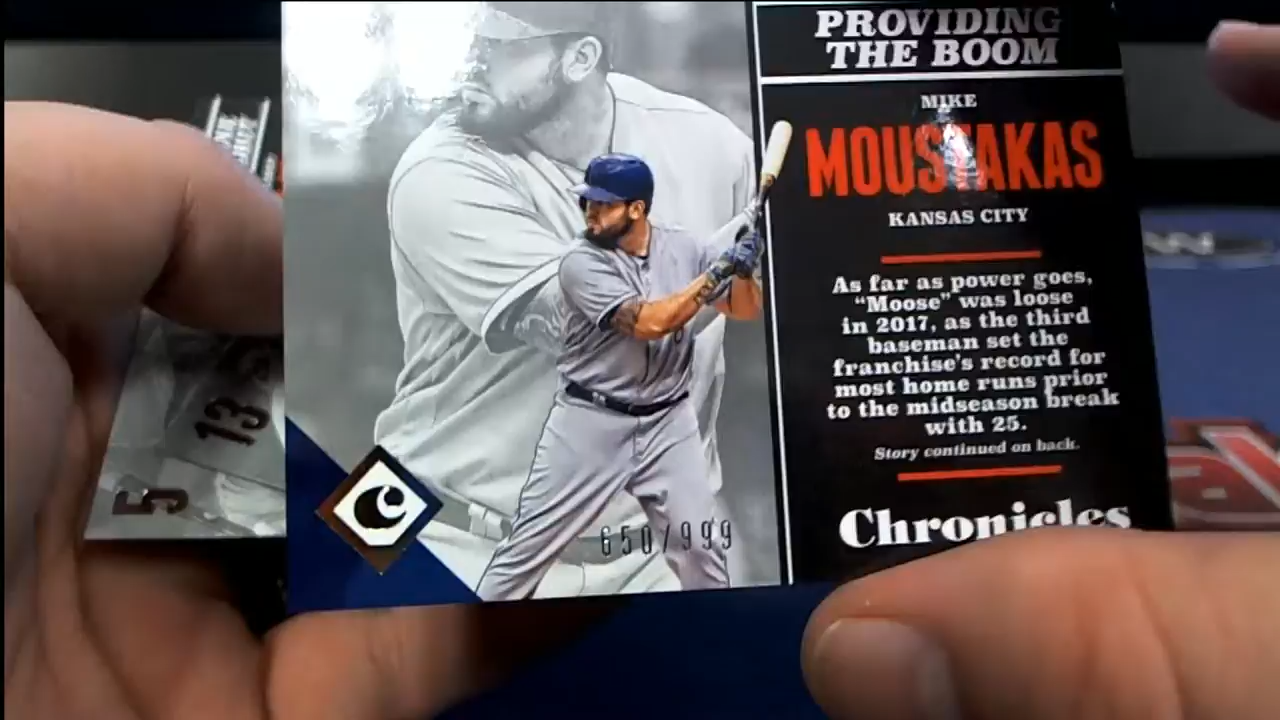 PROVIDING
THE BOOM
MIKE
MOUSTAKAS
KANSAS CITY
As far as power goes,
“Moose” was loose
in 2017, as the third
baseman set the
franchise's record for
most home runs prior
to the midseason break
with 25.
Story continued on back.
Chronicles
C
650/999
13
5